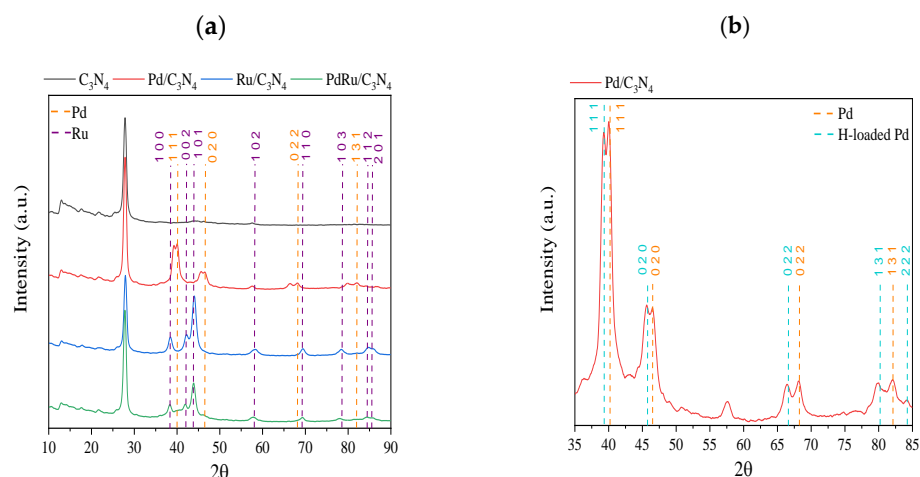 (a)
C₃N₄ Pd/C₃N₄ Ru/C₃N₄ PdRu/C₃N₄
Pd
Ru
1 0 0
1 1 1
0 0 2
1 0 1
0 2 0
1 0 2
0 2 2
1 1 0
1 0 3
1 3 1
1 1 2
2 0 1
Intensity (a.u.)
10 20 30 40 50 60 70 80 90
2θ
(b)
Pd/C₃N₄
Pd
H-loaded Pd
1 1 1
1 1 1
0 2 0
0 2 0
0 2 2
0 2 2
1 3 1
1 3 1
2 2 2
Intensity (a.u.)
35 40 45 50 55 60 65 70 75 80 85
2θ